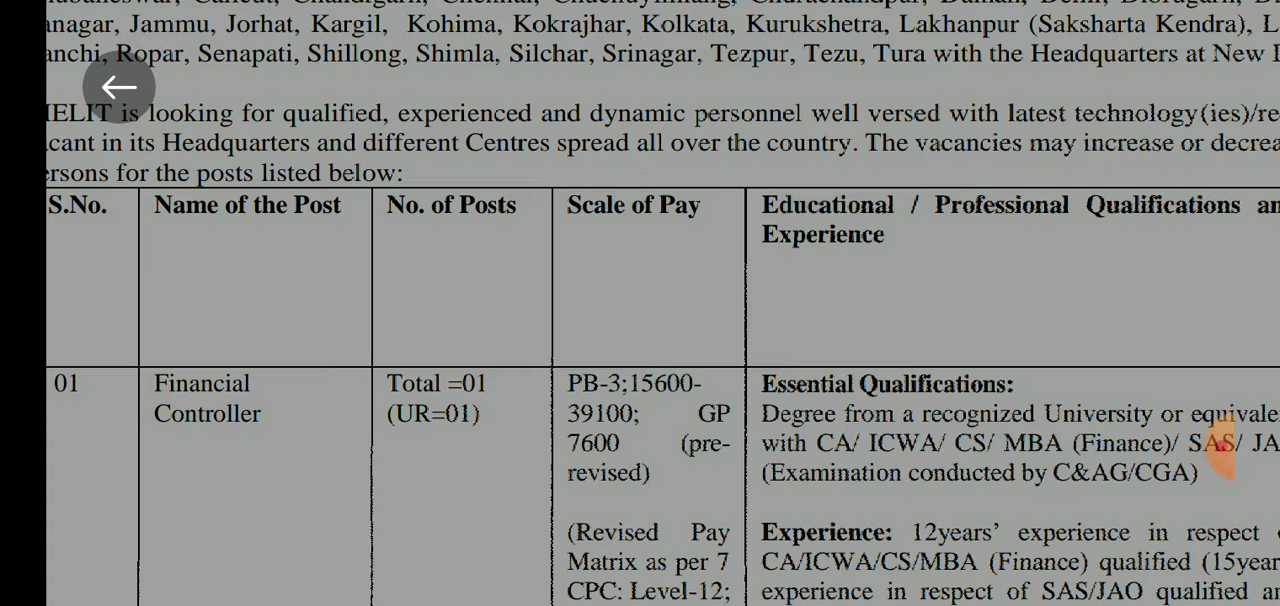 Jammu, Jorhat, Kargil, Kohima, Kokrajhar, Kolkata, Kurukshetra, Lakhanpur (Saksharta Kendra),
Ropar, Senapati, Shillong, Shimla, Silchar, Srinagar, Tezpur, Tezu, Tura with the Headquarters at New
is looking for qualified, experienced and dynamic personnel well versed with latest technology(ies)/re
in its Headquarters and different Centres spread all over the country. The vacancies may increase or
for the posts listed below:
S.No.
Name of the Post
No. of Posts
Scale of Pay
Educational / Professional Qualifications an
Experience
01
Financial
Controller
Total =01
(UR=01)
PB-3;15600-
39100; GP
7600 (pre-
revised)
(Revised Pay
Matrix as per 7
CPC: Level-12;
Essential Qualifications:
Degree from a recognized University or
with CA/ ICWA/ CS/ MBA (Finance)/ SAS/ JA
(Examination conducted by C&AG/CGA)
Experience: 12years’ experience in respect
CA/ICWA/CS/MBA (Finance) qualified (15year
experience in respect of SAS/JAO qualified an